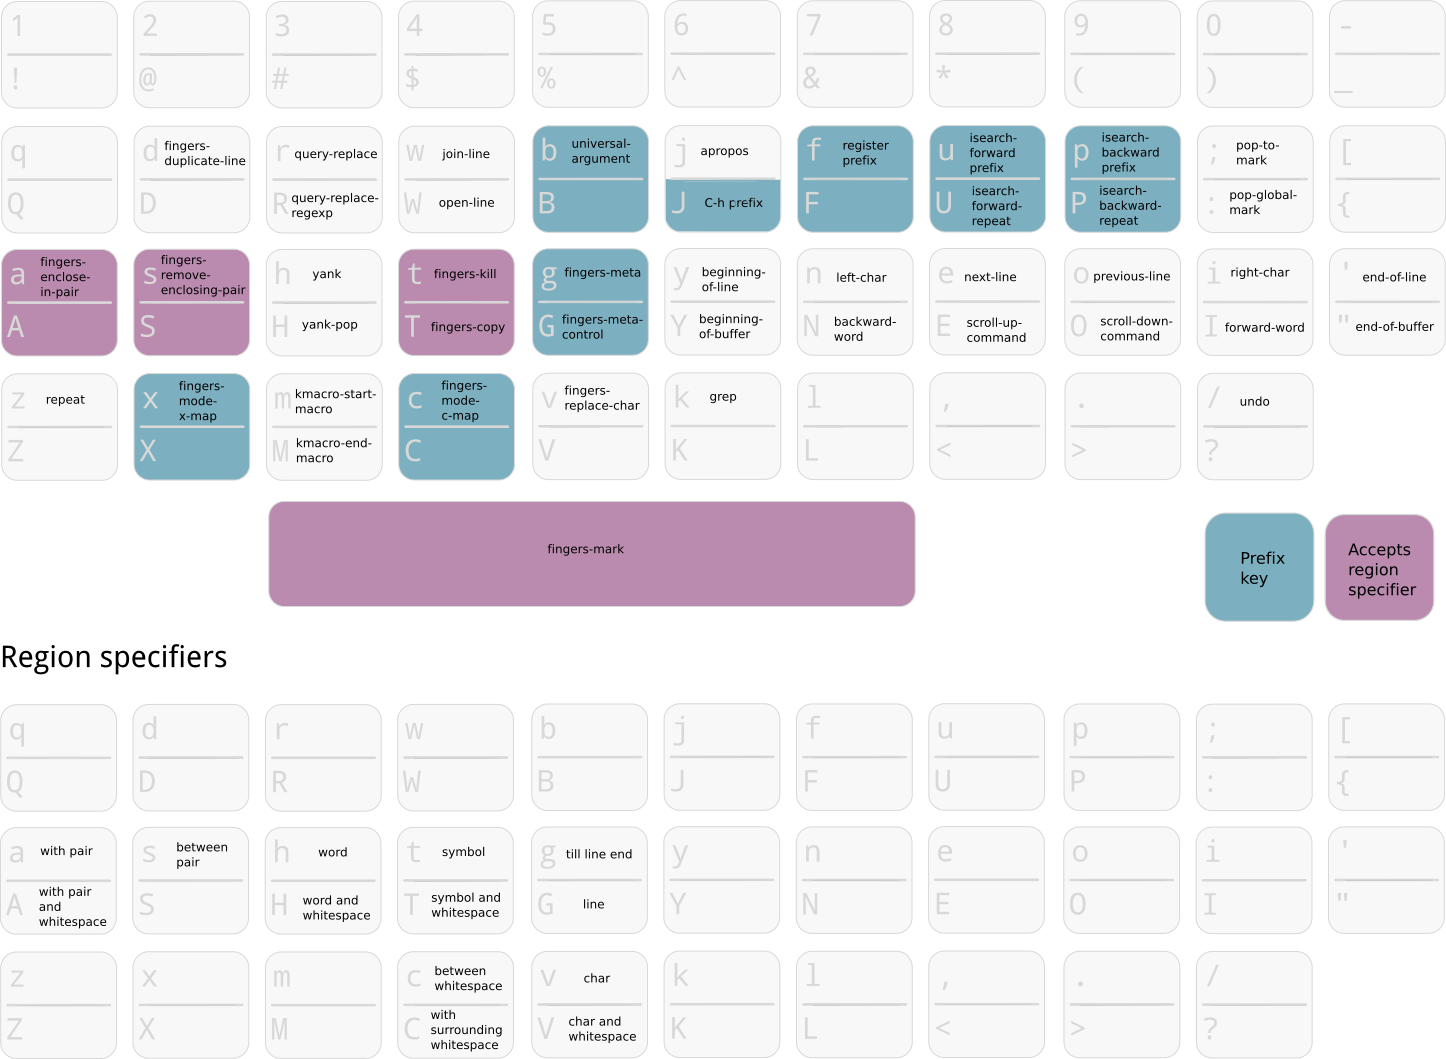 1 2 3 4 5 6 7 8 9 0 -
! @ # $ % ^ & * ( ) _
q
Q
d fingers-
duplicate-line
D
r query-replace
R query-replace-
regexp
w join-line
W open-line
b universal-
argument
B
j apropos
J C-h prefix
f register
prefix
F
u isearch-
forward
prefix
U isearch-
forward-
repeat
p isearch-
backward
prefix
P isearch-
backward-
repeat
; pop-to-
mark
: pop-global-
mark
[
{
a fingers-
enclose-
in-pair
A
s fingers-
remove-
enclosing-pair
S
h yank
H yank-pop
t fingers-kill
T fingers-copy
g fingers-meta
G fingers-meta-
control
y beginning-
of-line
Y beginning-
of-buffer
n left-char
N backward-
word
e next-line
E scroll-up-
command
o previous-line
O scroll-down-
command
i right-char
I forward-word
' end-of-line
" end-of-buffer
z repeat
Z
x fingers-
mode-
x-map
X
m kmacro-start-
macro
M kmacro-end-
macro
c fingers-
mode-
c-map
C
v fingers-
replace-char
V
k grep
K
l
L
,
<
.
>
/ undo
?
fingers-mark
Prefix
key
Accepts
region
specifier
Region specifiers
q d r w b j f u p ; [
Q D R W B J F U P : {
a with pair
A with pair
and
whitespace
s between
pair
S
h word
H word and
whitespace
t symbol
T symbol and
whitespace
g till line end
G line
y
Y
n
N
e
E
o
O
i
I
'
"
z
Z
x
X
m
M
c between
whitespace
C with
surrounding
whitespace
v char
V char and
whitespace
k
K
l
L
,
<
.
>
/
?